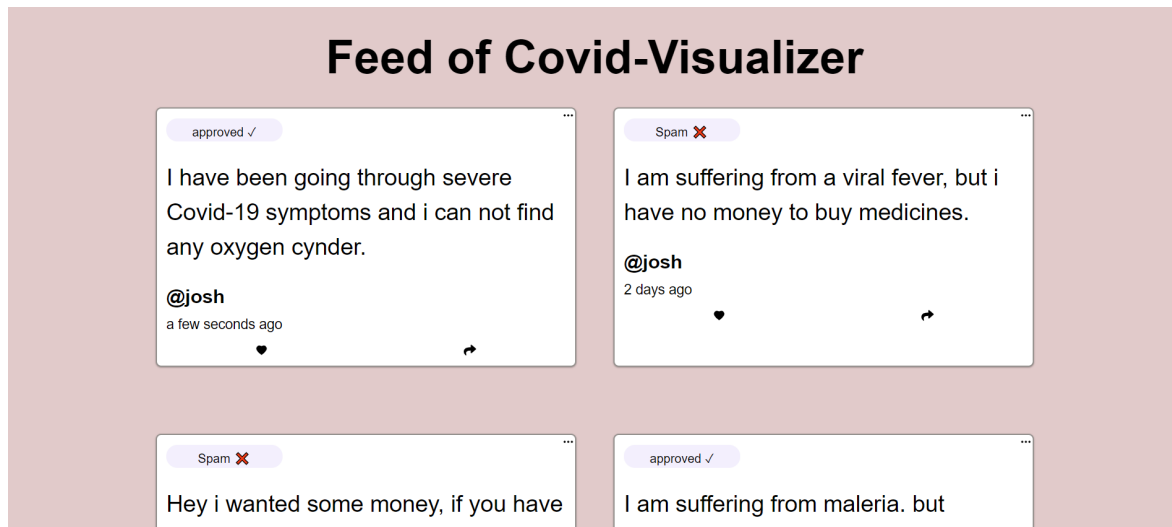 Feed of Covid-Visualizer
approved ✓
I have been going through severe
Covid-19 symptoms and i can not find
any oxygen cynder.
@josh
a few seconds ago
Spam ❌
I am suffering from a viral fever, but i
have no money to buy medicines.
@josh
2 days ago
Spam ❌
Hey i wanted some money, if you have
approved ✓
I am suffering from maleria. but